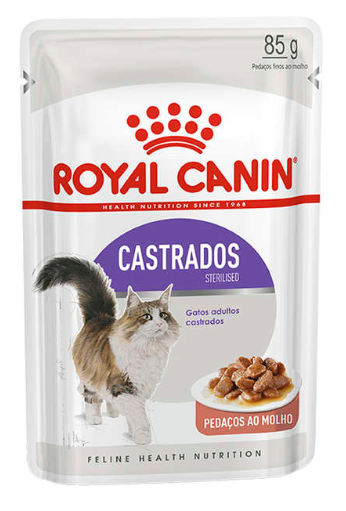 85 g
Pedaços finos ao molho
ROYAL CANIN
HEALTH NUTRITION SINCE 1968
CASTRADOS
STERILISED
Gatos adultos
castrados
PEDAÇOS AO MOLHO
FELINE HEALTH NUTRITION